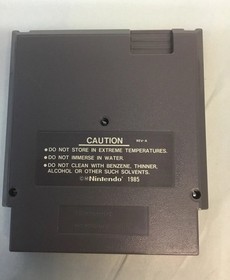 CAUTION REV-A
• DO NOT STORE IN EXTREME TEMPERATURES.
• DO NOT IMMERSE IN WATER.
• DO NOT CLEAN WITH BENZENE, THINNER,
ALCOHOL OR OTHER SUCH SOLVENTS.
©® Nintendo® 1985